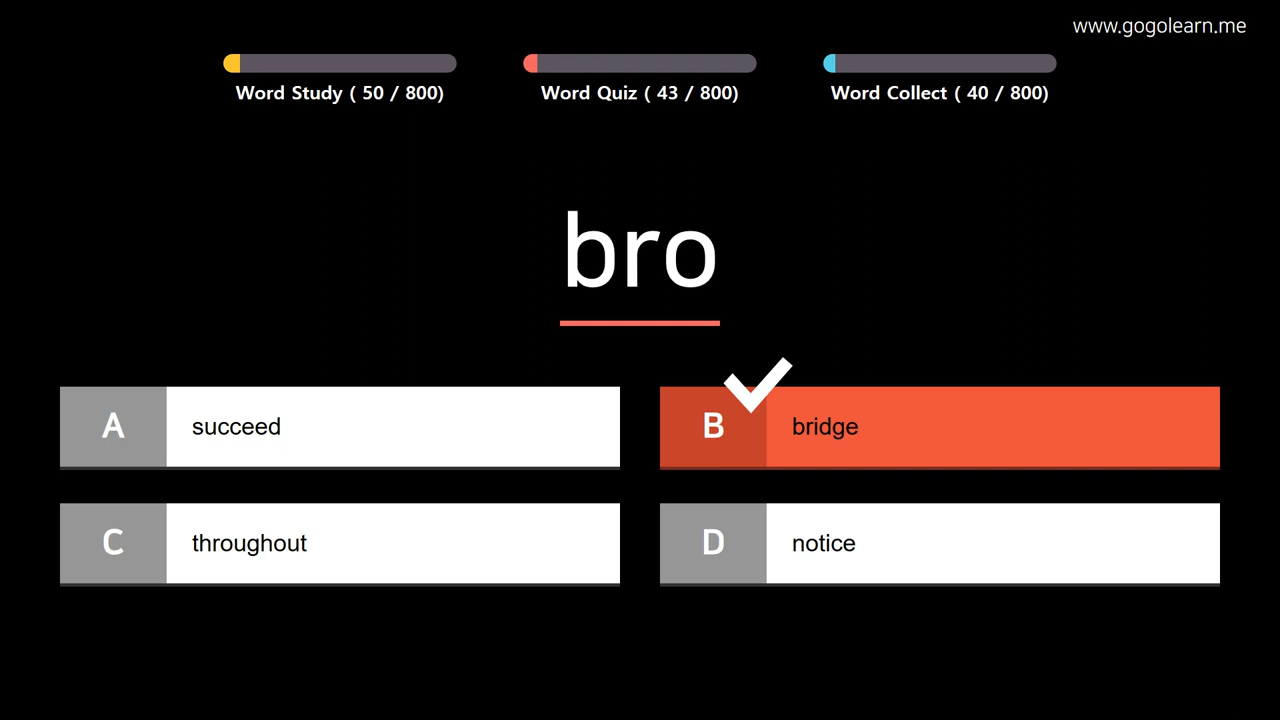 www.gogolearn.me
Word Study ( 50 / 800)
Word Quiz ( 43 / 800)
Word Collect ( 40 / 800)
bro
A succeed
B bridge
C throughout
D notice